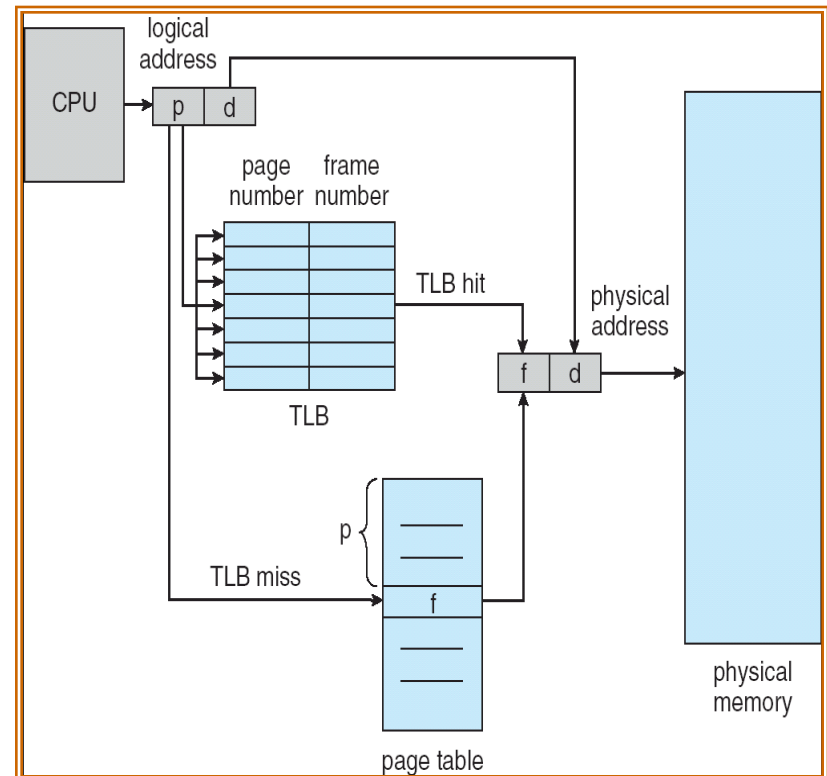 logical
address
CPU
p
d
page
number
frame
number
TLB hit
physical
address
f
d
TLB
p
TLB miss
f
physical
memory
page table